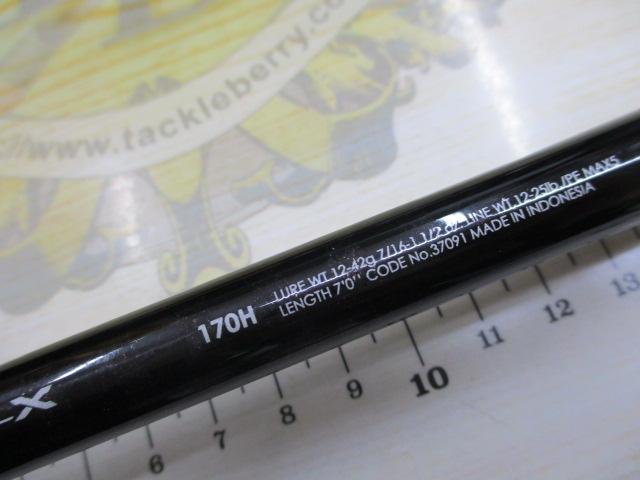 ://www.tackleberry.co
LURE WT.12-42g 7/16-1.1/2 oz LINE WT.12-25lb./PE MAX5
170H LENGTH 7'0'' CODE No.37091 MADE IN INDONESIA
-X
6 7 8 9 10 11 12 13